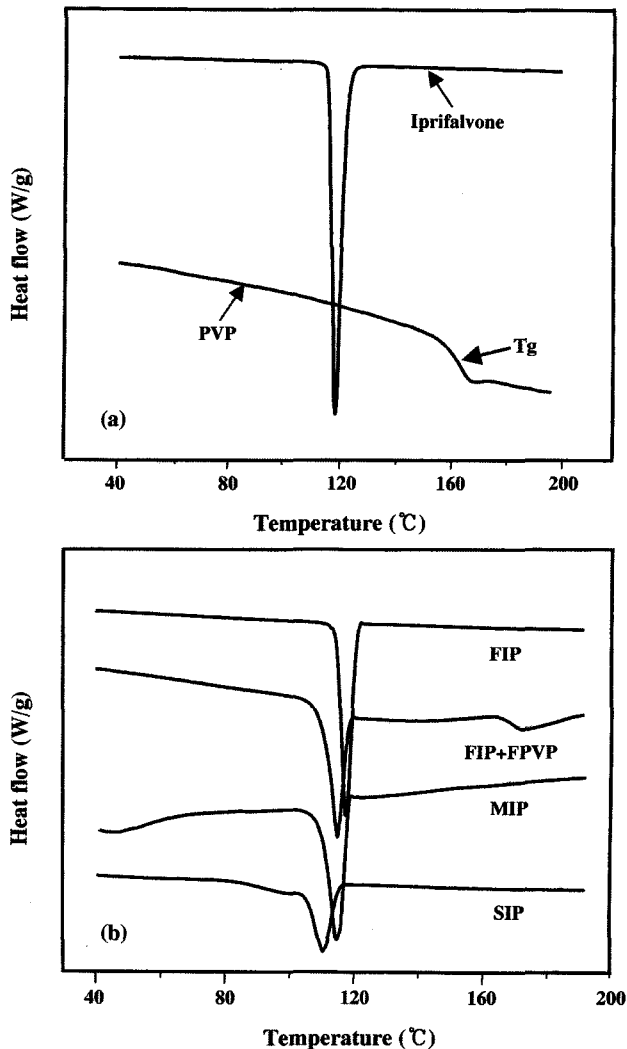 Heat flow (W/g)
Iprifalvone
PVP
Tg
(a)
40 80 120 160 200
Temperature (℃)
Heat flow (W/g)
FIP
FIP+FPVP
MIP
SIP
(b)
40 80 120 160 200
Temperature (℃)